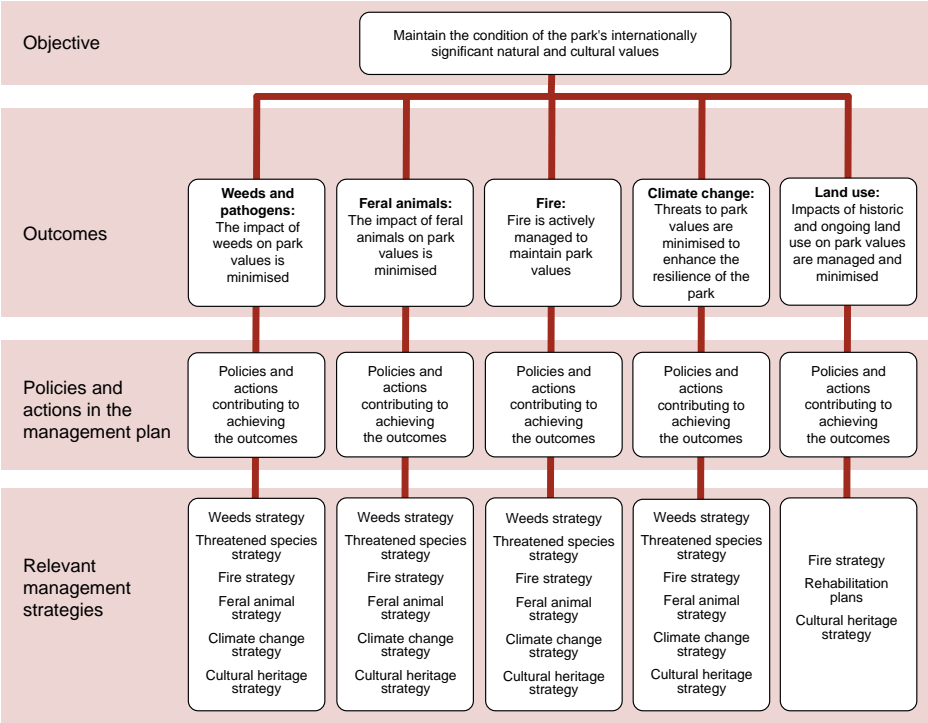 Objective
Maintain the condition of the park's internationally
significant natural and cultural values
Outcomes
Weeds and
pathogens:
The impact of
weeds on park
values is
minimised
Feral animals:
The impact of feral
animals on park
values is
minimised
Fire:
Fire is actively
managed to
maintain park
values
Climate change:
Threats to park
values are
minimised to
enhance the
resilience of the
park
Land use:
Impacts of historic
and ongoing land
use on park values
are managed and
minimised
Policies and
actions in the
management plan
Policies and
actions
contributing to
achieving
the outcomes
Policies and
actions
contributing to
achieving
the outcomes
Policies and
actions
contributing to
achieving
the outcomes
Policies and
actions
contributing to
achieving
the outcomes
Policies and
actions
contributing to
achieving
the outcomes
Relevant
management
strategies
Weeds strategy
Threatened species
strategy
Fire strategy
Feral animal
strategy
Climate change
strategy
Cultural heritage
strategy
Weeds strategy
Threatened species
strategy
Fire strategy
Feral animal
strategy
Climate change
strategy
Cultural heritage
strategy
Weeds strategy
Threatened species
strategy
Fire strategy
Feral animal
strategy
Climate change
strategy
Cultural heritage
strategy
Weeds strategy
Threatened species
strategy
Fire strategy
Feral animal
strategy
Climate change
strategy
Cultural heritage
strategy
Fire strategy
Rehabilitation
plans
Cultural heritage
strategy